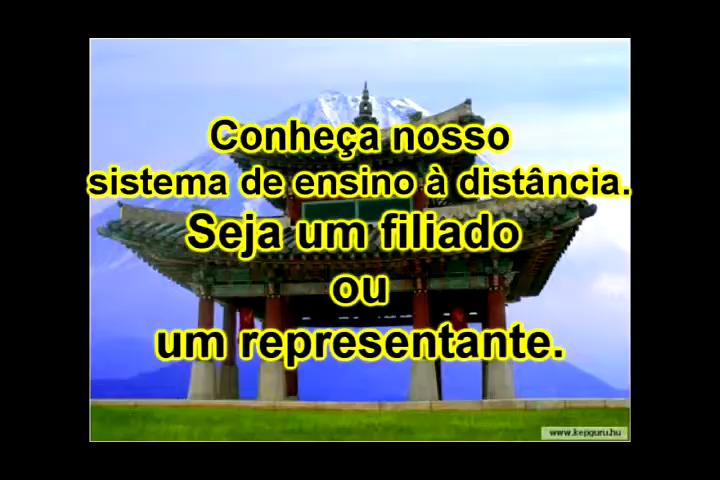 Conheça nosso
sistema de ensino à distância.
Seja um filiado
ou
um representante.
www.kepguru.hu